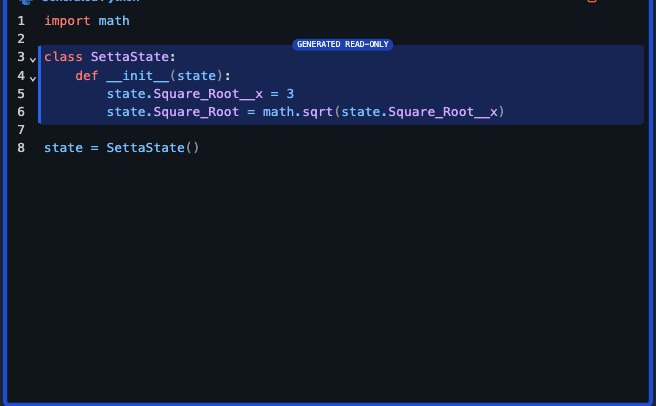 1 import math
2
GENERATED READ-ONLY
3 class SettaState:
4     def __init__(state):
5         state.Square_Root__x = 3
6         state.Square_Root = math.sqrt(state.Square_Root__x)
7
8 state = SettaState()